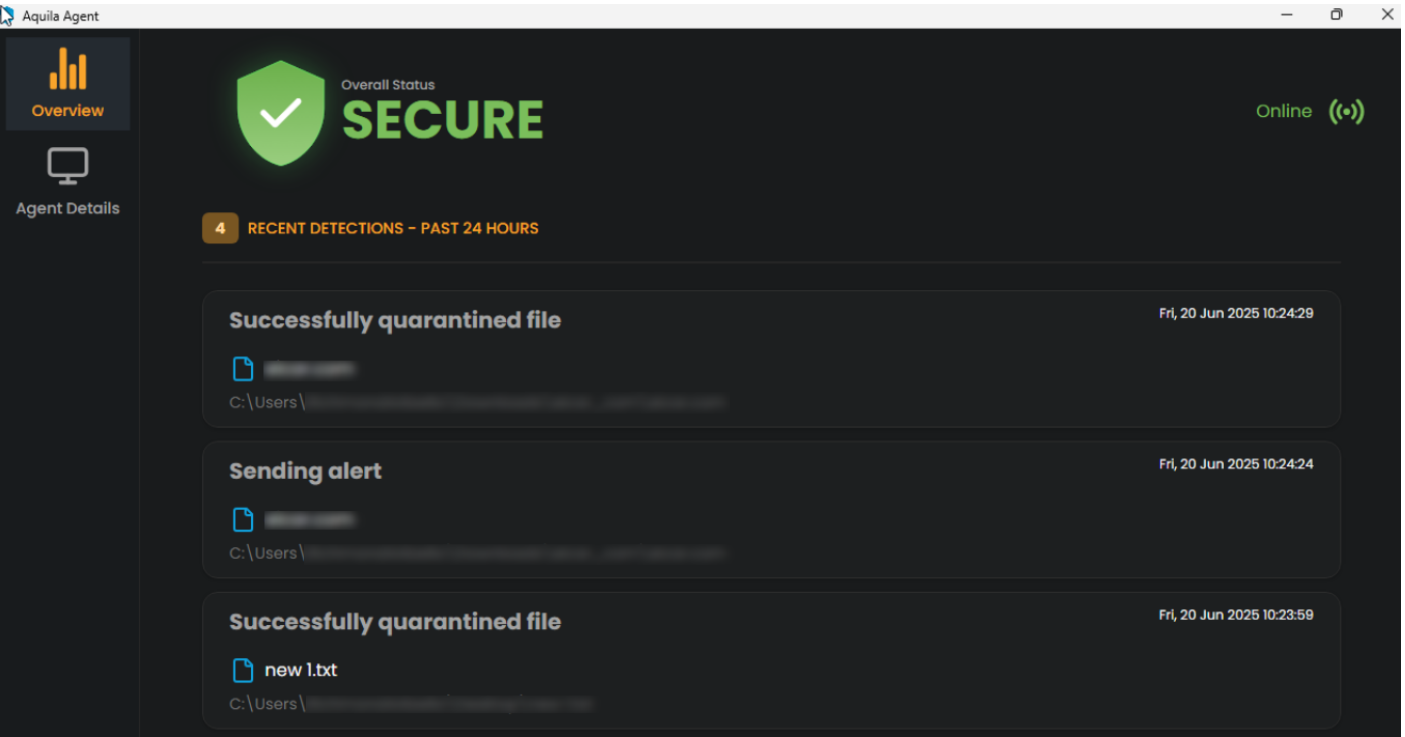 Aquila Agent
Overview
Agent Details
Overall Status
SECURE
Online
4 RECENT DETECTIONS - PAST 24 HOURS
Successfully quarantined file
Fri, 20 Jun 2025 10:24:29
C:\Users\
Sending alert
Fri, 20 Jun 2025 10:24:24
C:\Users\
Successfully quarantined file
Fri, 20 Jun 2025 10:23:59
new 1.txt
C:\Users\